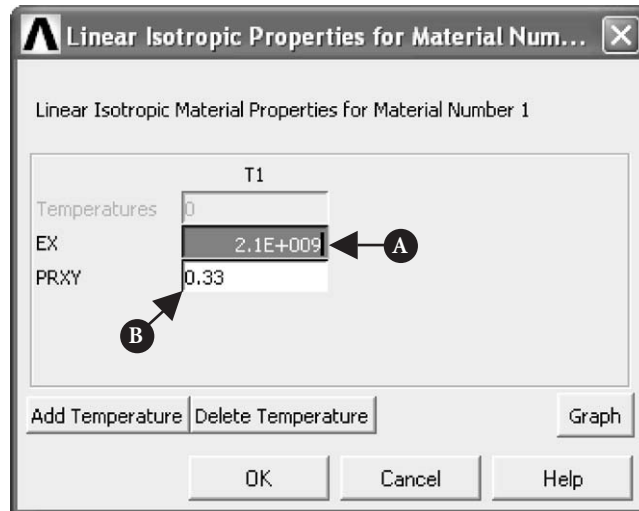 Linear Isotropic Properties for Material Num...
Linear Isotropic Material Properties for Material Number 1
T1
Temperatures 0
EX 2.1E+009 A
PRXY 0.33
B
Add Temperature Delete Temperature Graph
OK Cancel Help